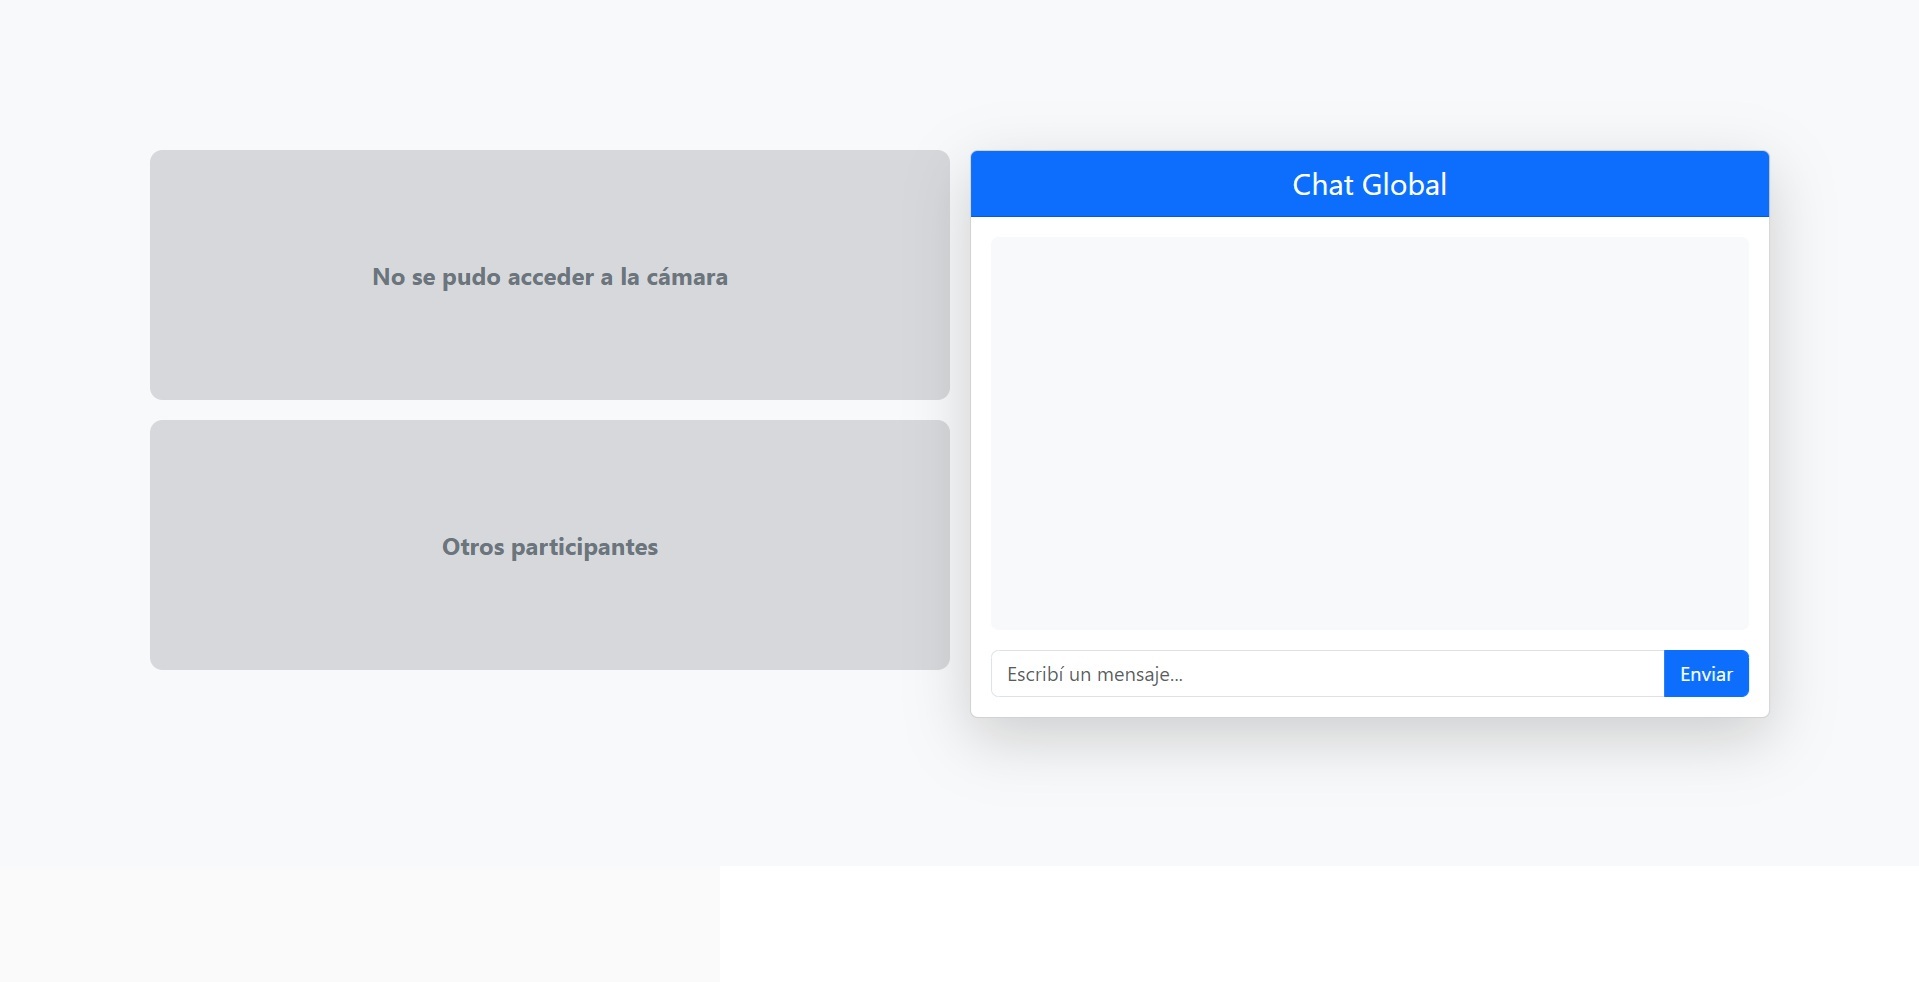 No se pudo acceder a la cámara
Otros participantes
Chat Global
Escribí un mensaje...
Enviar